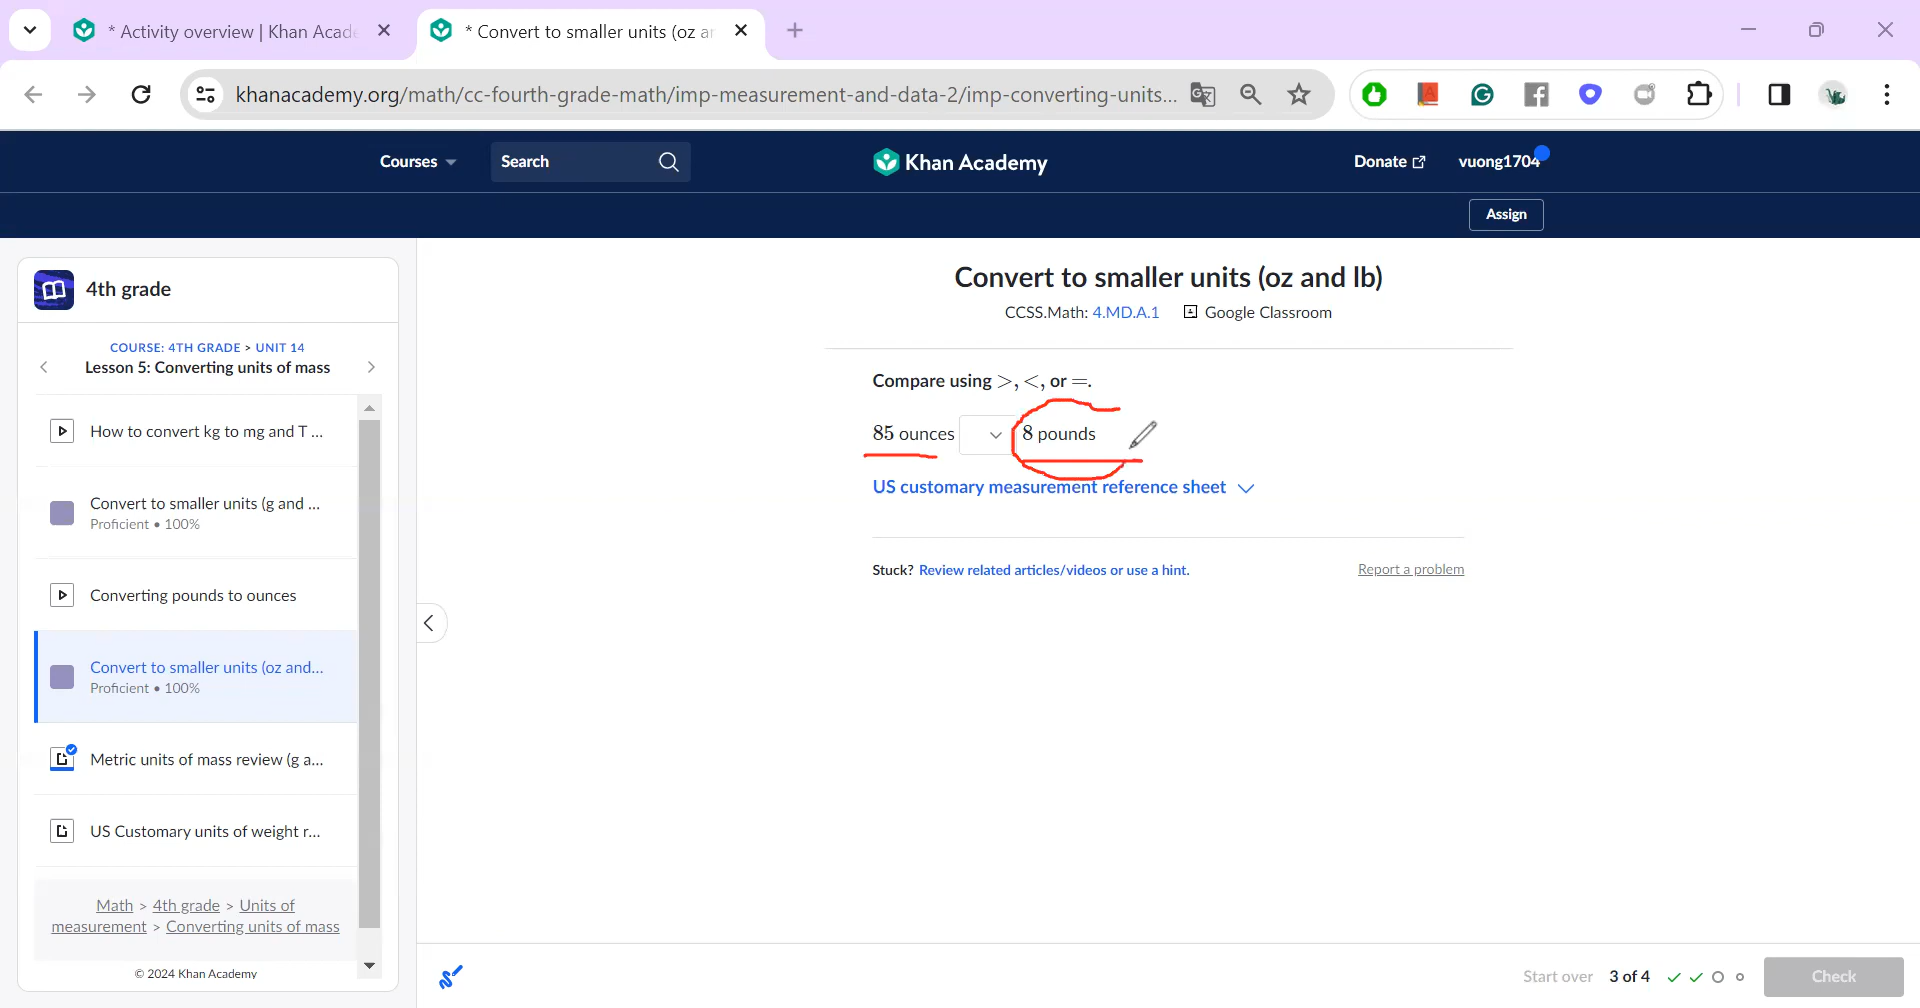 * Activity overview | Khan Acade
* Convert to smaller units (oz an
khanacademy.org/math/cc-fourth-grade-math/imp-measurement-and-data-2/imp-converting-units...
Courses
Search
Khan Academy
Donate
vuong1704
Assign
4th grade
COURSE: 4TH GRADE > UNIT 14
Lesson 5: Converting units of mass
How to convert kg to mg and T ...
Convert to smaller units (g and ...
Proficient • 100%
Converting pounds to ounces
Convert to smaller units (oz and...
Proficient • 100%
Metric units of mass review (g a...
US Customary units of weight r...
Math > 4th grade > Units of
measurement > Converting units of mass
© 2024 Khan Academy
Convert to smaller units (oz and lb)
CCSS.Math: 4.MD.A.1 Google Classroom
Compare using >, <, or =.
85 ounces 8 pounds
US customary measurement reference sheet
Stuck? Review related articles/videos or use a hint.
Report a problem
Start over 3 of 4
Check